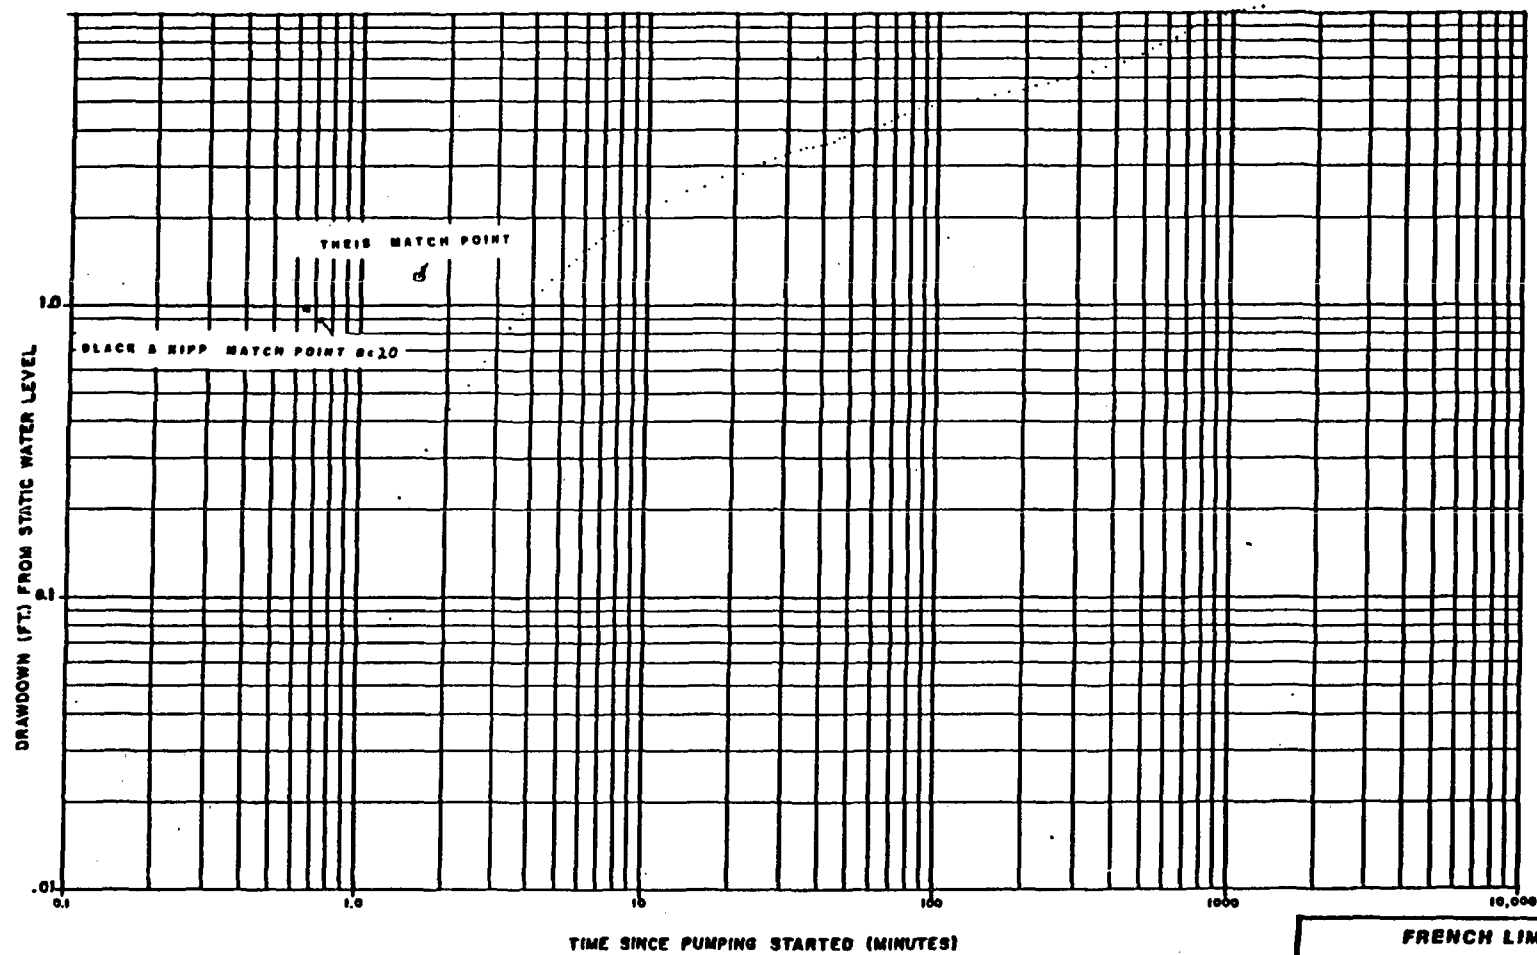 THEIS MATCH POINT
1.0
BLACK & KIPP MATCH POINT B=20
DRAWDOWN (FT.) FROM STATIC WATER LEVEL
0.1
.01
0.1 1.0 10 100 1000 10,000
TIME SINCE PUMPING STARTED (MINUTES)
FRENCH LIM